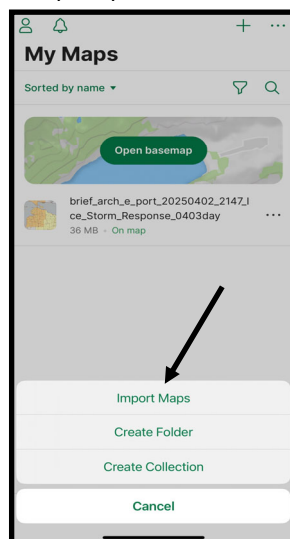 My Maps
Sorted by name
Open basemap
brief_arch_e_port_20250402_2147_I
ce_Storm_Response_0403day
36 MB · On map
Import Maps
Create Folder
Create Collection
Cancel